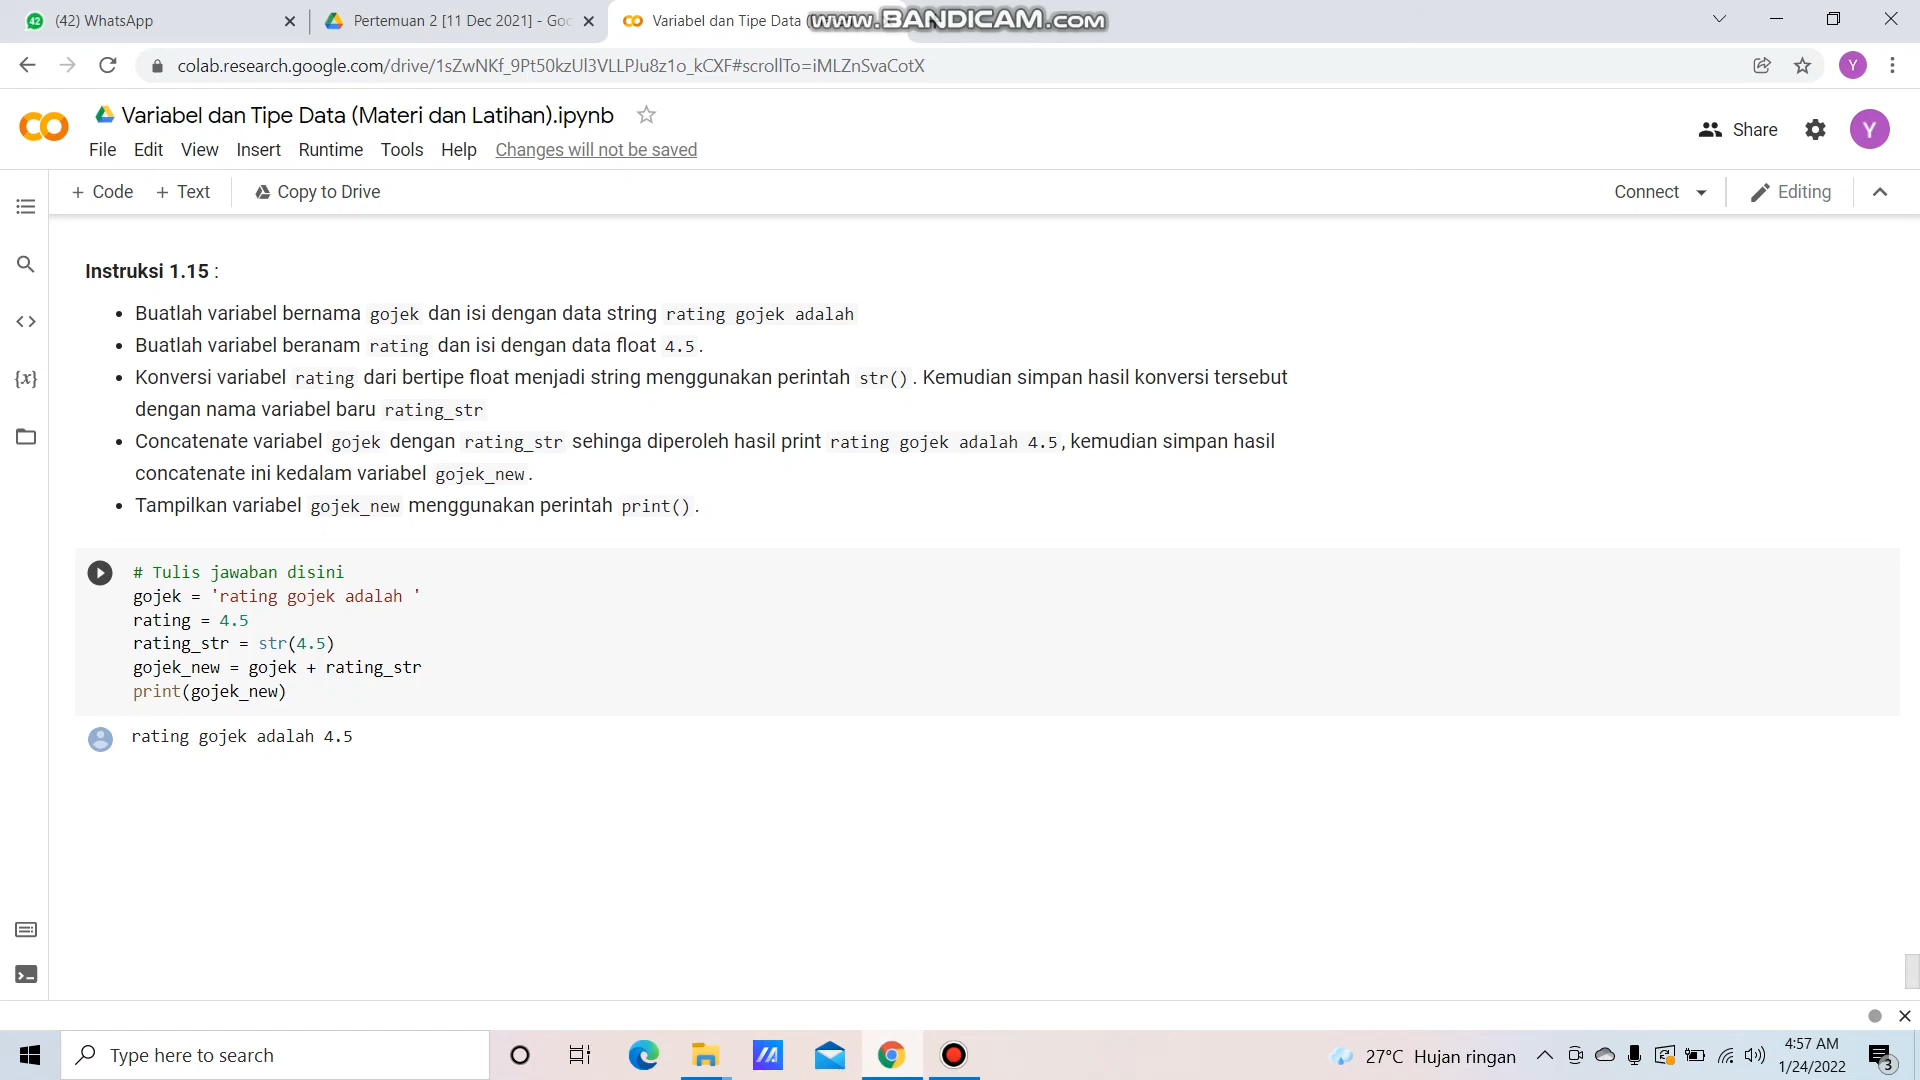 (42) WhatsApp
Pertemuan 2 [11 Dec 2021] - Goo
Variabel dan Tipe Data (
www.BANDICAM.com
colab.research.google.com/drive/1sZwNKf_9Pt50kzUl3VLLPJu8z1o_kCXF#scrollTo=iMLZnSvaCotX
Y
CO
Variabel dan Tipe Data (Materi dan Latihan).ipynb
Share
Y
File Edit View Insert Runtime Tools Help Changes will not be saved
+ Code + Text Copy to Drive
Connect Editing
Instruksi 1.15 :
• Buatlah variabel bernama gojek dan isi dengan data string rating gojek adalah
• Buatlah variabel beranam rating dan isi dengan data float 4.5.
• Konversi variabel rating dari bertipe float menjadi string menggunakan perintah str(). Kemudian simpan hasil konversi tersebut
dengan nama variabel baru rating_str
• Concatenate variabel gojek dengan rating_str sehinga diperoleh hasil print rating gojek adalah 4.5, kemudian simpan hasil
concatenate ini kedalam variabel gojek_new.
• Tampilkan variabel gojek_new menggunakan perintah print().
# Tulis jawaban disini
gojek = 'rating gojek adalah '
rating = 4.5
rating_str = str(4.5)
gojek_new = gojek + rating_str
print(gojek_new)
rating gojek adalah 4.5
{x}
Type here to search
27°C Hujan ringan
4:57 AM
1/24/2022
3